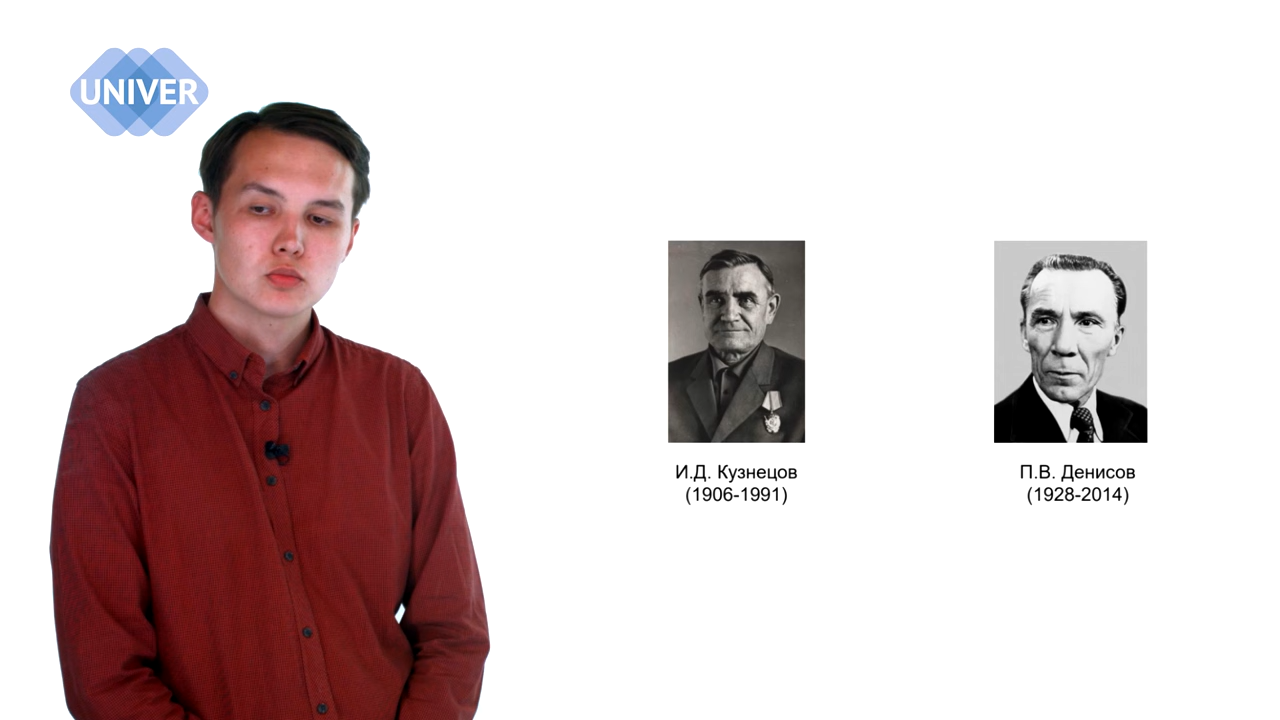 UNIVER
И.Д. Кузнецов
(1906-1991)
П.В. Денисов
(1928-2014)